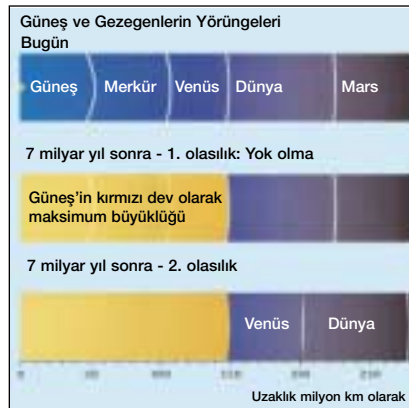 Güneş ve Gezegenlerin Yörüngeleri
Bugün
Güneş Merkür Venüs Dünya Mars
7 milyar yıl sonra - 1. olasılık: Yok olma
Güneş'in kırmızı dev olarak
maksimum büyüklüğü
7 milyar yıl sonra - 2. olasılık
Venüs Dünya
Uzaklık milyon km olarak